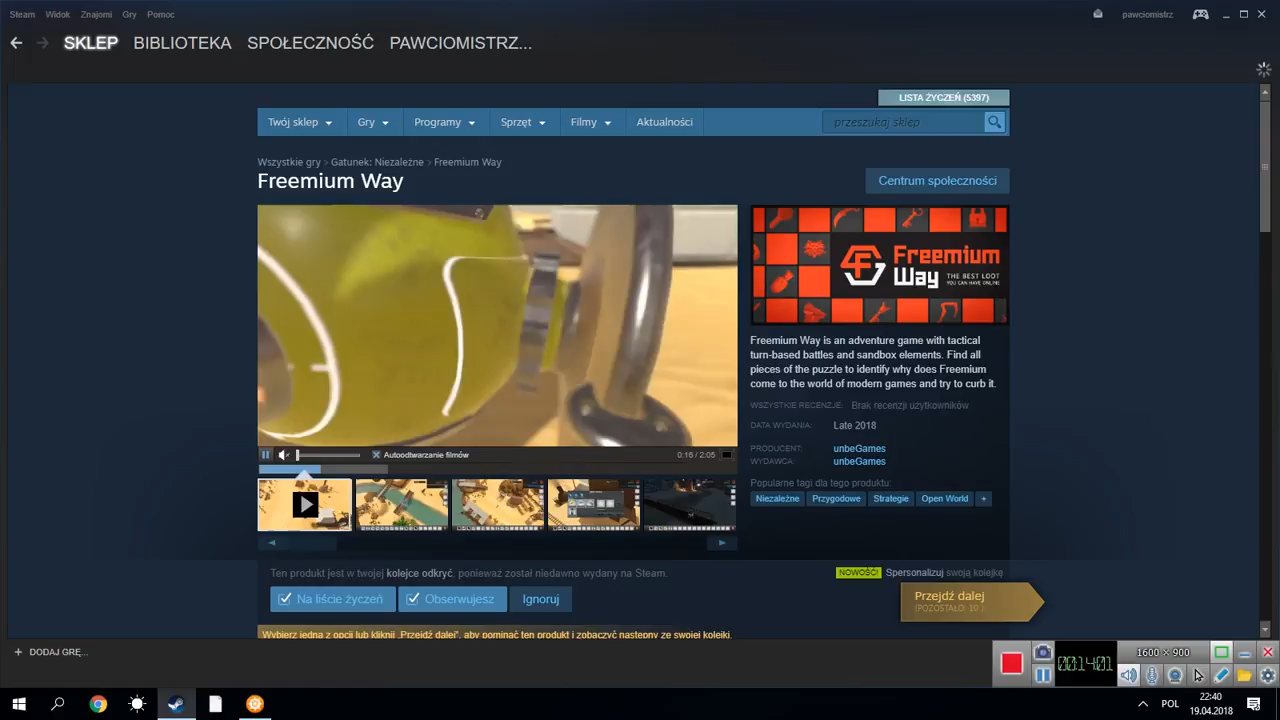 Steam Widok Znajomi Gry Pomoc
pawciomistrz
SKLEP BIBLIOTEKA SPOŁECZNOŚĆ PAWCIOMISTRZ...
LISTA ŻYCZEŃ (5397)
Twój sklep Gry Programy Sprzęt Filmy Aktualności
przeszukaj sklep
Wszystkie gry > Gatunek: Niezależne > Freemium Way
Freemium Way
Centrum społeczności
Freemium
Way
THE BEST LOOT
YOU CAN HAVE ONLINE
Freemium Way is an adventure game with tactical
turn-based battles and sandbox elements. Find all
pieces of the puzzle to identify why does Freemium
come to the world of modern games and try to curb it.
WSZYSTKIE RECENZJE: Brak recenzji użytkowników
DATA WYDANIA: Late 2018
PRODUCENT: unbeGames
WYDAWCA: unbeGames
Popularne tagi dla tego produktu:
Niezależne Przygodowe Strategie Open World +
Autoodtwarzanie filmów
0:16 / 2:05
Ten produkt jest w twojej kolejce odkryć, ponieważ został niedawno wydany na Steam.
NOWOŚĆ! Spersonalizuj swoją kolejkę
Na liście życzeń Obserwujesz Ignoruj
Przejdź dalej
(POZOSTAŁO: 10 )
Wybierz jedną z opcji lub kliknij „Przejdź dalej", aby pominąć ten produkt i zobaczyć następny ze swojej kolejki.
+ DODAJ GRĘ...
00:14:01
1600 × 900
POL
22:40
19.04.2018